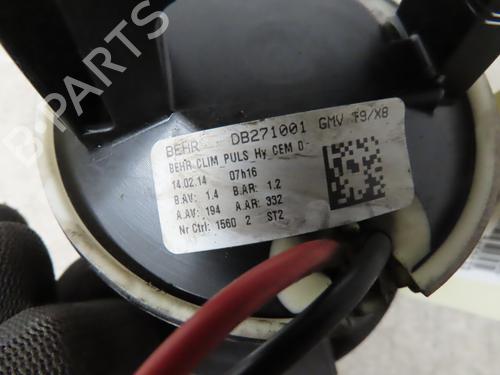 BEHR DB271001 GMV T9/X8
BEHR CLIM PULS Hy CEM 0-
14.02.14 07h16
B.AV: 1.4 B.AR: 1.2
A.AV: 194 A.AR: 332
Nr Ctrl: 1560 2 ST2